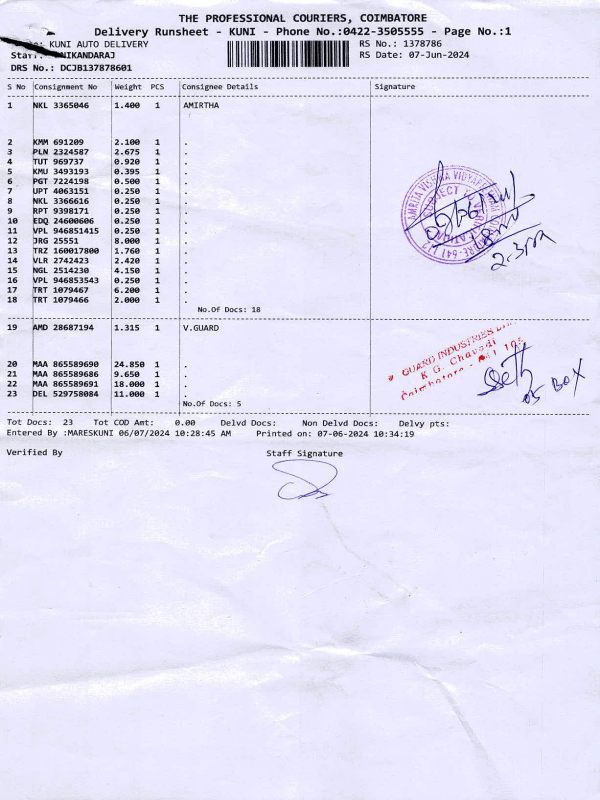 THE PROFESSIONAL COURIERS, COIMBATORE
Delivery Runsheet - KUNI - Phone No.:0422-3505555 - Page No.:1
KUNI AUTO DELIVERY
RS No.: 1378786
NIKANDARAJ
RS Date: 07-Jun-2024
DRS No.: DCJB137878601
S No Consignment No Weight PCS Consignee Details Signature
1 NKL 3365046 1.400 1 AMIRTHA
2 KMM 691209 2.100 1 .
3 PLN 2324587 2.675 1 .
4 TUT 969737 0.920 1 .
5 KMU 3493193 0.395 1 .
6 PGT 7224198 0.500 1 .
7 UPT 4063151 0.250 1 .
8 NKL 3366616 0.250 1 .
9 RPT 9398171 0.250 1 .
10 EDQ 24600606 0.250 1 .
11 VPL 946851415 0.250 1 .
12 JRG 25551 8.000 1 .
13 TRZ 160017800 1.760 1 .
14 VLR 2742423 2.420 1 .
15 NGL 2514230 4.150 1 .
16 VPL 946853543 0.250 1 .
17 TRT 1079467 6.200 1 .
18 TRT 1079466 2.000 1 .
No.Of Docs: 18
19 AMD 28687194 1.315 1 V.GUARD
20 MAA 865589690 24.850 1 .
21 MAA 865589686 9.650 1 .
22 MAA 865589691 18.000 1 .
23 DEL 529758084 11.000 1 .
No.Of Docs: 5
GUARD INDUSTRIES
K G. Chavadi
Coimbatore - 641 105
05 BOX
Tot Docs: 23 Tot COD Amt: 0.00 Delvd Docs: Non Delvd Docs: Delvy pts:
Entered By :MARESKUNI 06/07/2024 10:28:45 AM Printed on: 07-06-2024 10:34:19
Verified By Staff Signature